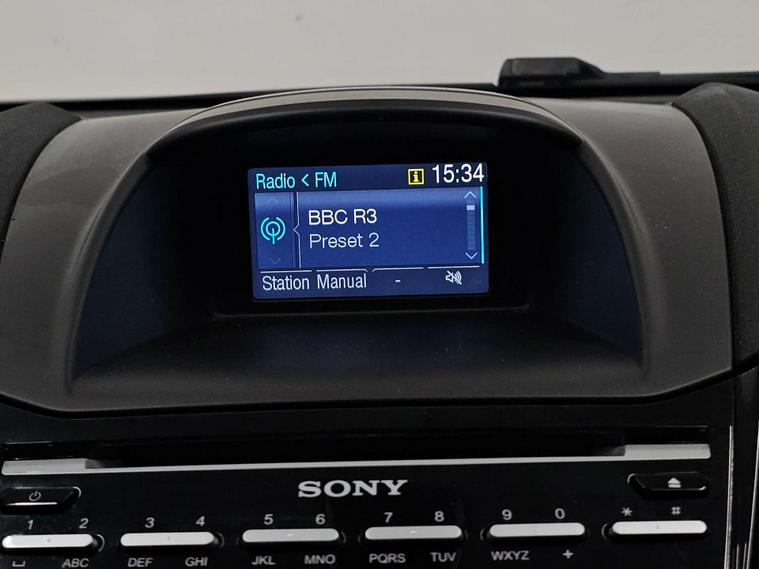 Radio < FM i 15:34
BBC R3
Preset 2
Station Manual -
SONY
1 2 3 4 5 6 7 8 9 0 * #
ABC DEF GHI JKL MNO PQRS TUV WXYZ +